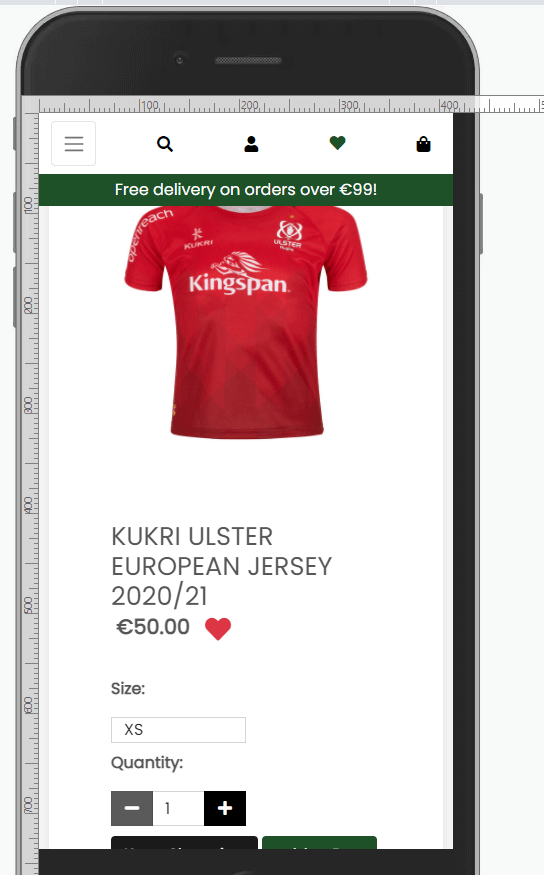 100 200 300 400
Free delivery on orders over €99!
openreach
KUKRI
ULSTER
Rugby
Kingspan
KUKRI ULSTER
EUROPEAN JERSEY
2020/21
€50.00
Size:
XS
Quantity:
1
100
200
300
400
500
600
700